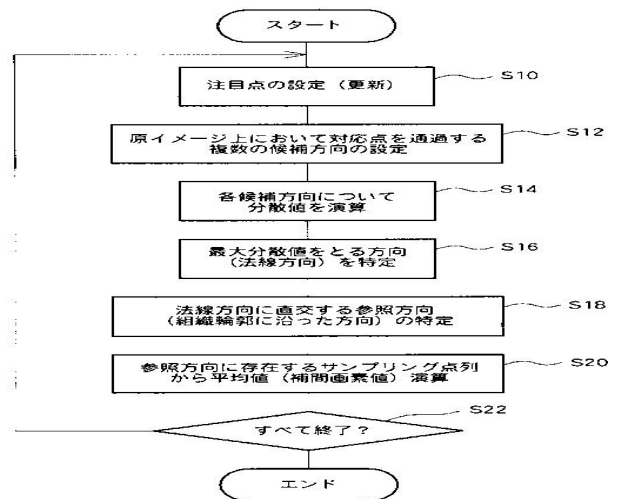 スタート
注目点の設定（更新）
S10
原イメージ上において対応点を通過する
複数の候補方向の設定
S12
各候補方向について
分散値を演算
S14
最大分散値をとる方向
（法線方向）を特定
S16
法線方向に直交する参照方向
（組織輪郭に沿った方向）の特定
S18
参照方向に存在するサンプリング点列
から平均値（補間画素値）演算
S20
すべて終了？
S22
エンド